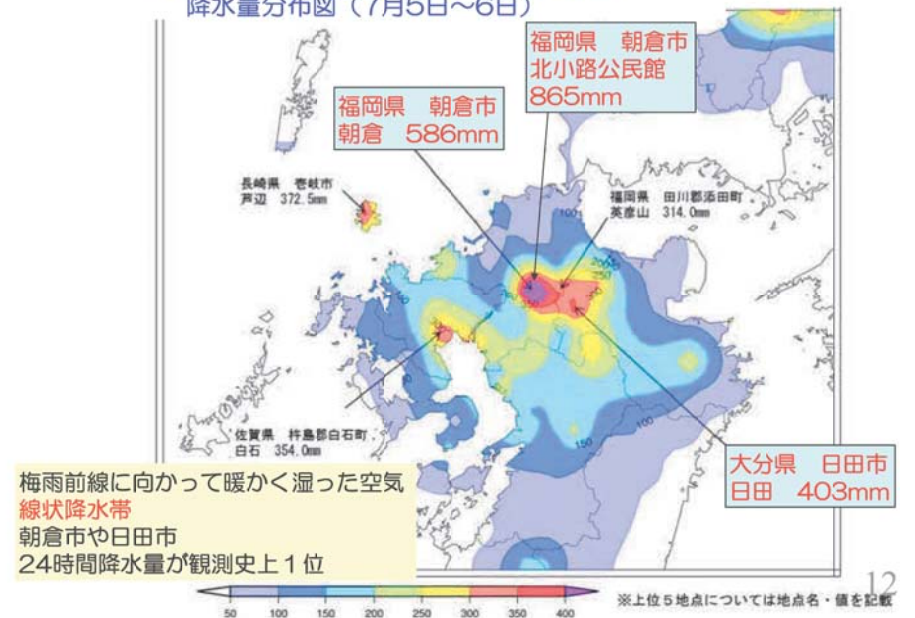 降水量分布図（7月5日～6日）
福岡県　朝倉市
北小路公民館
865mm
福岡県　朝倉市
朝倉　586mm
長崎県　壱岐市
芦辺　372.5mm
福岡県　田川郡添田町
英彦山　314.0mm
100
200
250
300
150
100
佐賀県　杵島郡白石町
白石　354.0mm
大分県　日田市
日田　403mm
梅雨前線に向かって暖かく湿った空気
線状降水帯
朝倉市や日田市
24時間降水量が観測史上１位
50 100 150 200 250 300 350 400
※上位５地点については地点名・値を記載
12